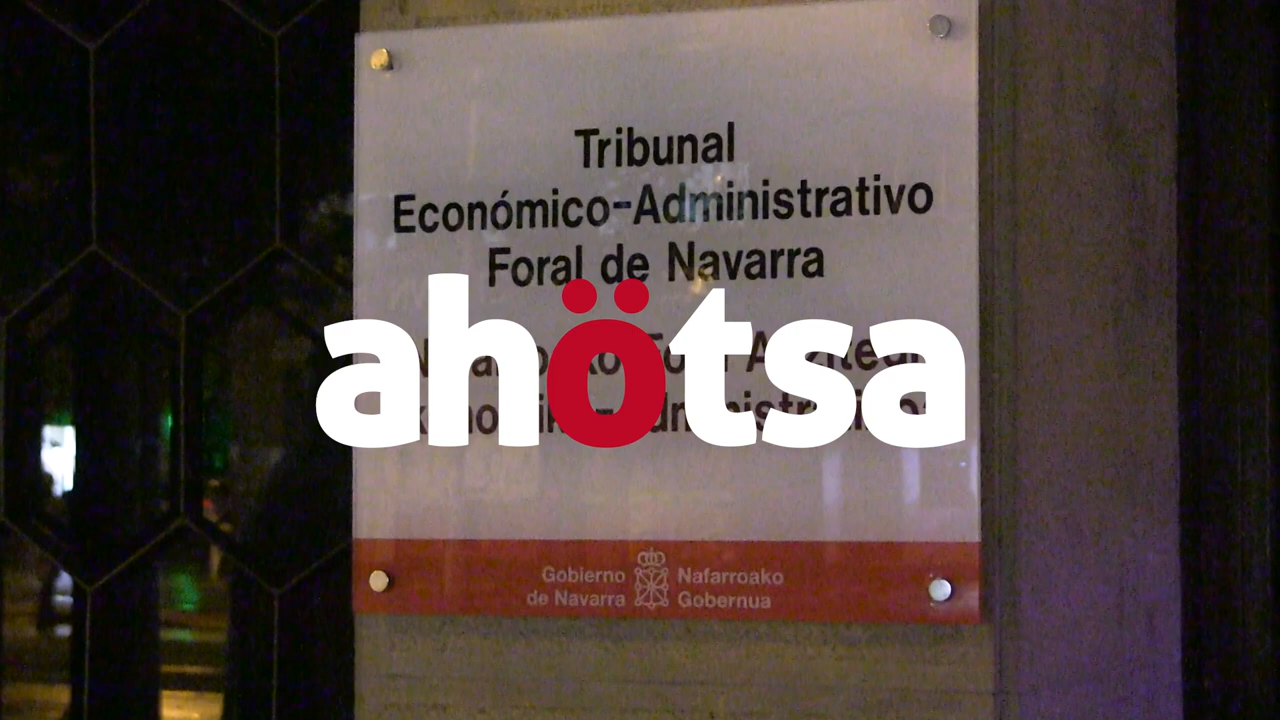 Tribunal
Económico-Administrativo
Foral de Navarra
ahötsa
Gobierno
de Navarra
Nafarroako
Gobernua